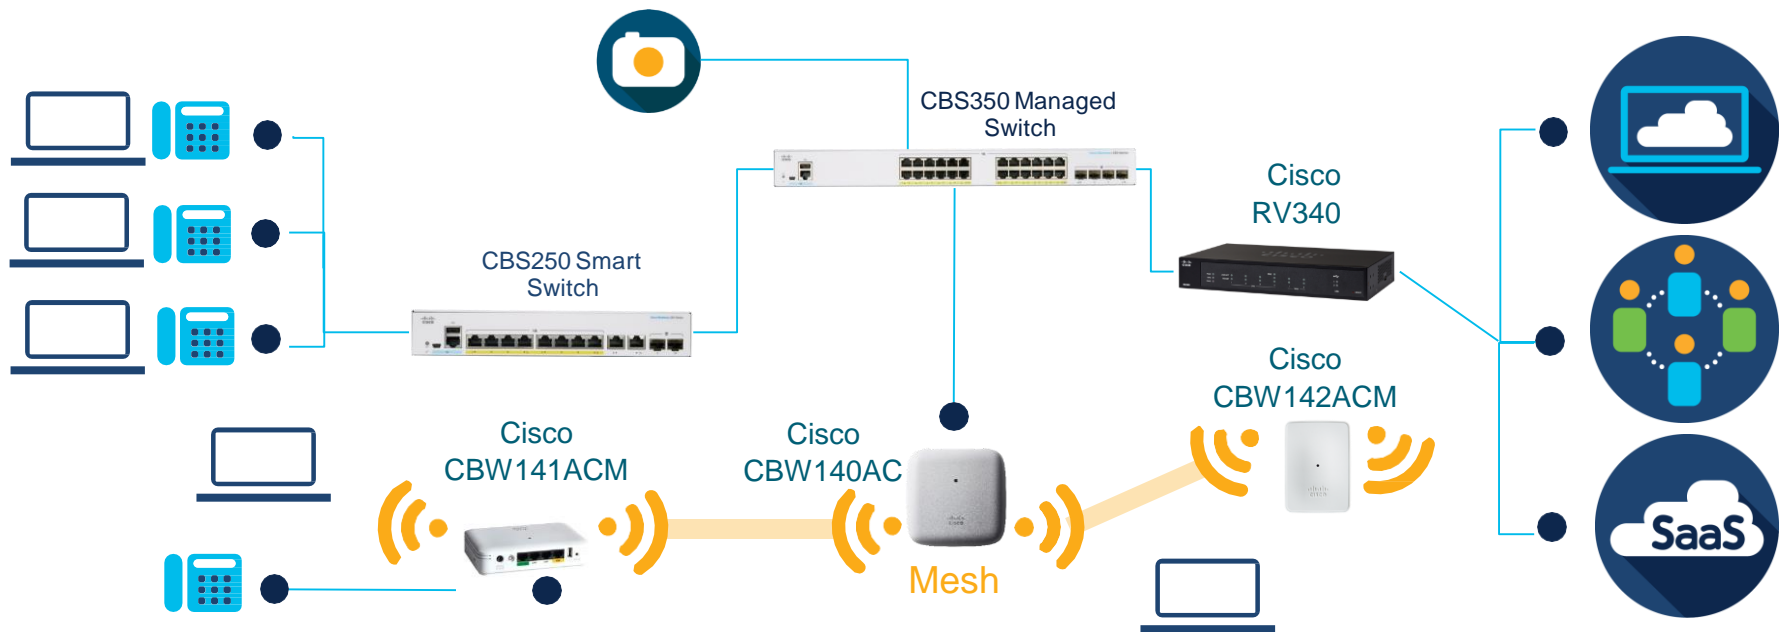 CBS350 Managed
Switch
Cisco
RV340
CBS250 Smart
Switch
Cisco
CBW142ACM
Cisco
CBW141ACM
Cisco
CBW140AC
SaaS
Mesh